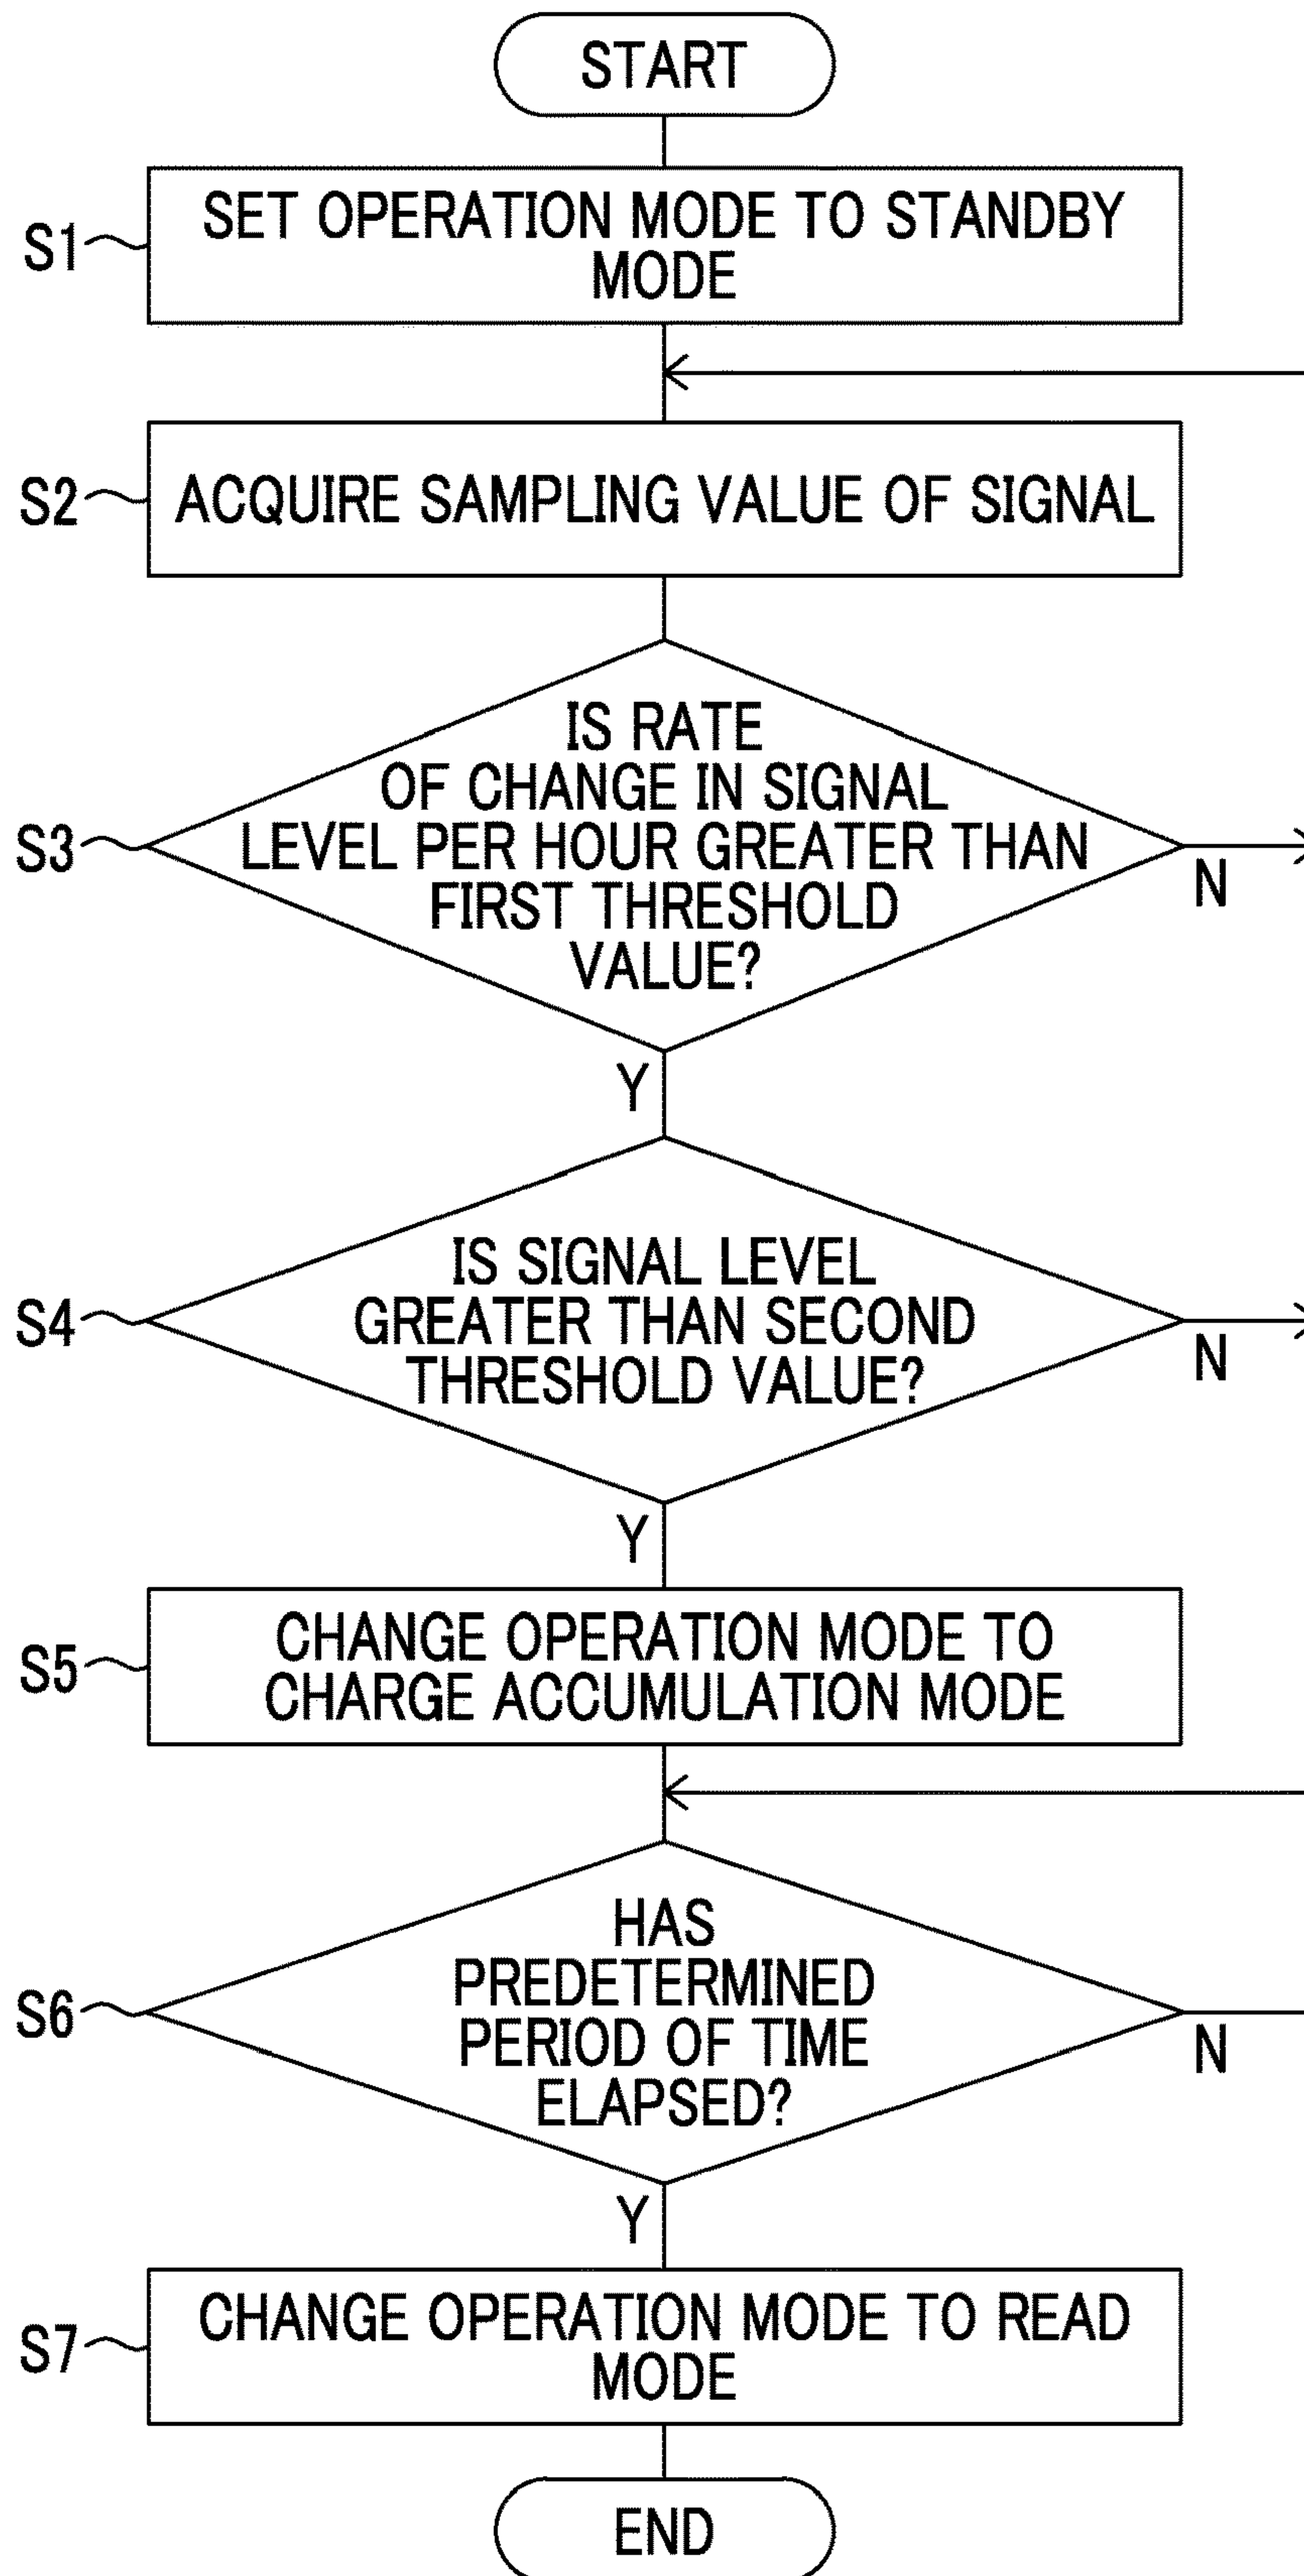 START
S1
SET OPERATION MODE TO STANDBY
MODE
S2
ACQUIRE SAMPLING VALUE OF SIGNAL
IS RATE
OF CHANGE IN SIGNAL
S3
LEVEL PER HOUR GREATER THAN
N
FIRST THRESHOLD
VALUE?
Y
IS SIGNAL LEVEL
S4
GREATER THAN SECOND
N
THRESHOLD VALUE?
Y
S5
CHANGE OPERATION MODE TO
CHARGE ACCUMULATION MODE
HAS
PREDETERMINED
S6
PERIOD OF TIME
N
ELAPSED?
Y
S7
CHANGE OPERATION MODE TO READ
MODE
END